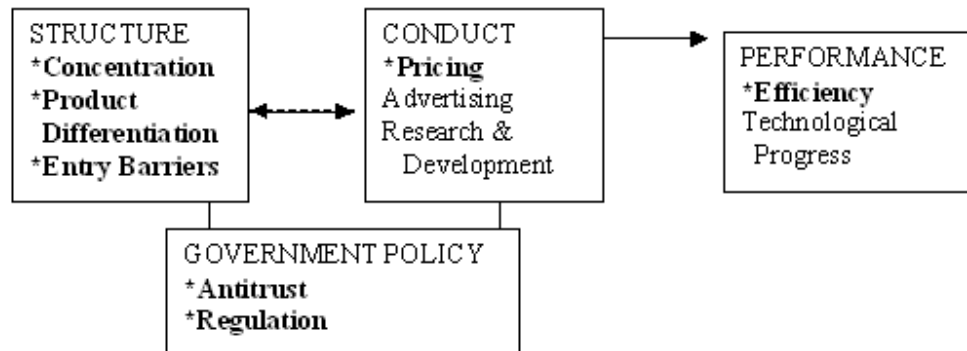 STRUCTURE
*Concentration
*Product
Differentiation
*Entry Barriers
CONDUCT
*Pricing
Advertising
Research &
Development
PERFORMANCE
*Efficiency
Technological
Progress
GOVERNMENT POLICY
*Antitrust
*Regulation